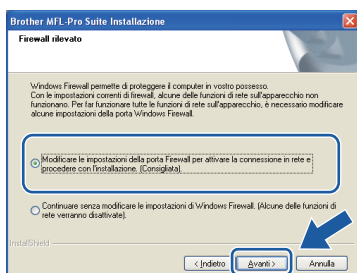 Brother MFL-Pro Suite Installazione
Firewall rilevato
Windows Firewall permette di proteggere il computer in vostro possesso.
Con le impostazioni correnti di firewall, alcune delle funzioni di rete sull'apparecchio non
funzionano. Per far funzionare tutte le funzioni di rete sull'apparecchio, è necessario modificare
alcune impostazioni della porta Windows Firewall.
Modificare le impostazioni della porta Firewall per attivare la connessione in rete e
procedere con l'installazione. (Consigliata).
Continuare senza modificare le impostazioni di Windows Firewall. (Alcune delle funzioni di
rete verranno disattivate).
InstallShield
< Indietro
Avanti >
Annulla